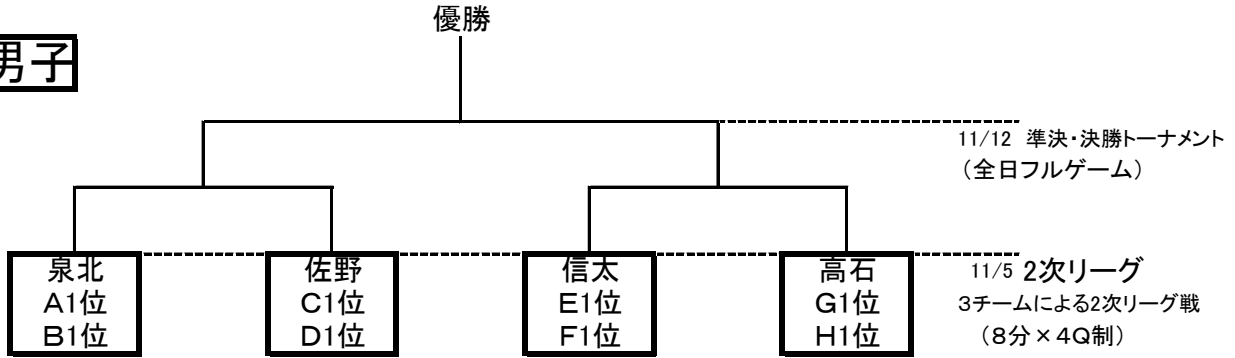 優勝
男子
11/12 準決・決勝トーナメント
（全日フルゲーム）
泉北
A1位
B1位
佐野
C1位
D1位
信太
E1位
F1位
高石
G1位
H1位
11/5 2次リーグ
3チームによる2次リーグ戦
（8分×4Q制）